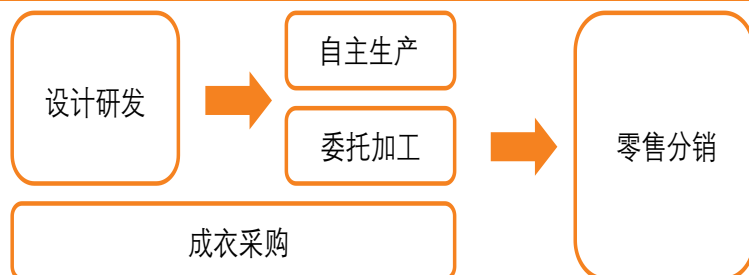 设计研发
自主生产
委托加工
零售分销
成衣采购